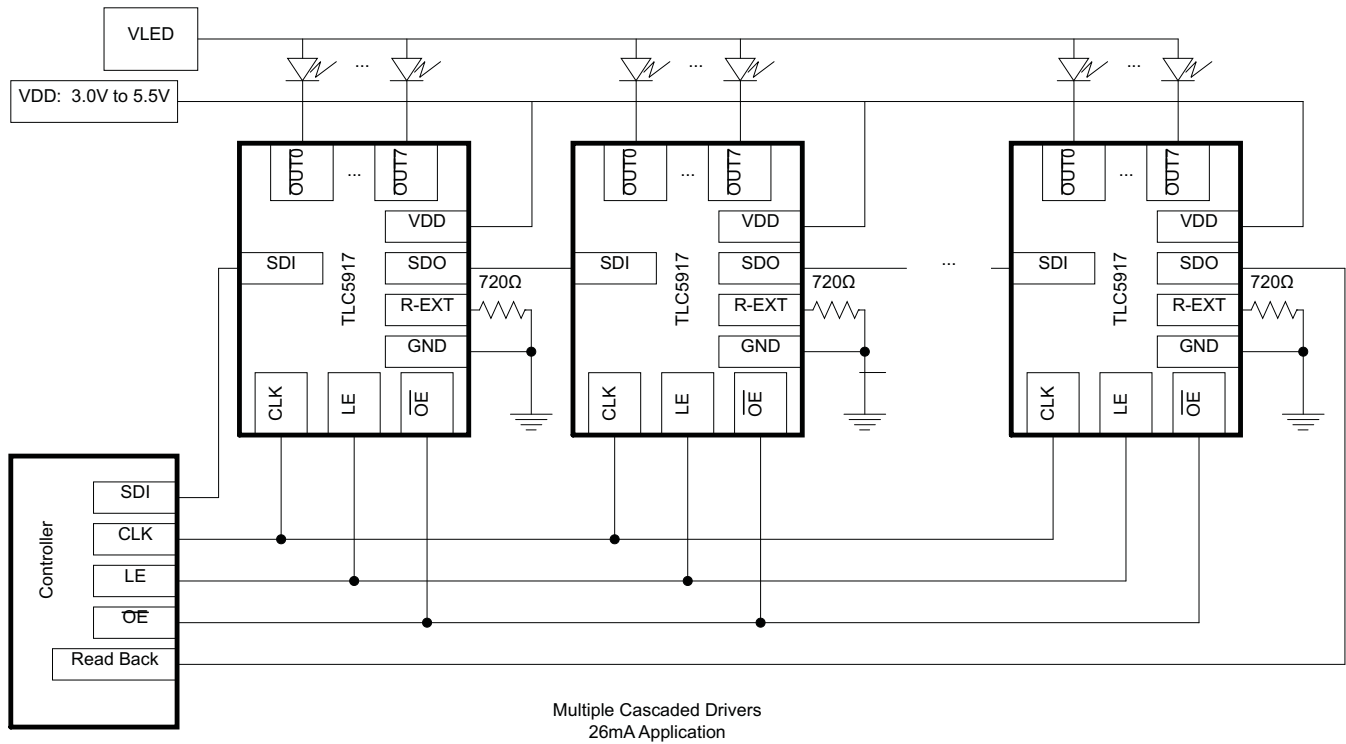 VLED
... ... ...
VDD: 3.0V to 5.5V
OUT0 ... OUT7
VDD
SDI
SDO
TLC5917
720Ω
R-EXT
GND
CLK
LE
OE
OUT0 ... OUT7
VDD
SDI
SDO
TLC5917
720Ω
R-EXT
GND
CLK
LE
OE
...
OUT0 ... OUT7
VDD
SDI
SDO
TLC5917
720Ω
R-EXT
GND
CLK
LE
OE
Controller
SDI
CLK
LE
OE
Read Back
Multiple Cascaded Drivers
26mA Application